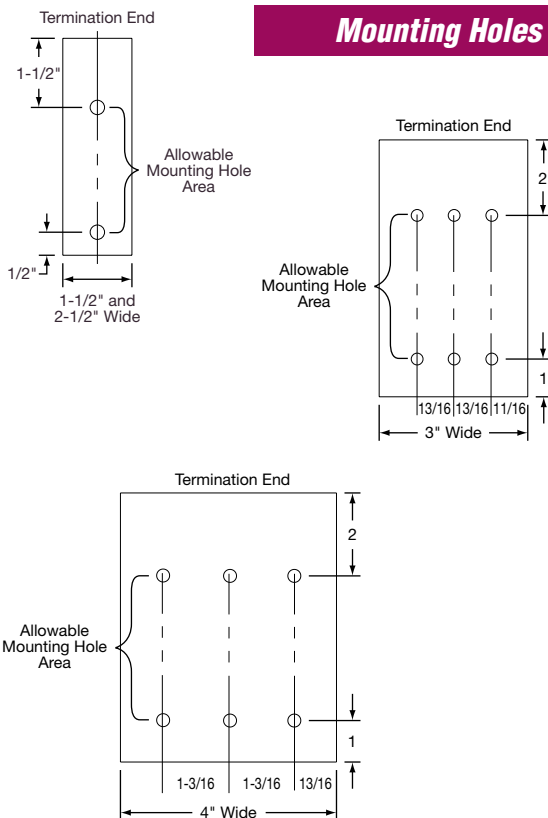 Mounting Holes
Termination End
1-1/2"
Allowable
Mounting Hole
Area
1/2"
1-1/2" and
2-1/2" Wide
Termination End
2
Allowable
Mounting Hole
Area
1
13/16 13/16 11/16
3" Wide
Termination End
2
Allowable
Mounting Hole
Area
1
1-3/16 1-3/16 13/16
4" Wide